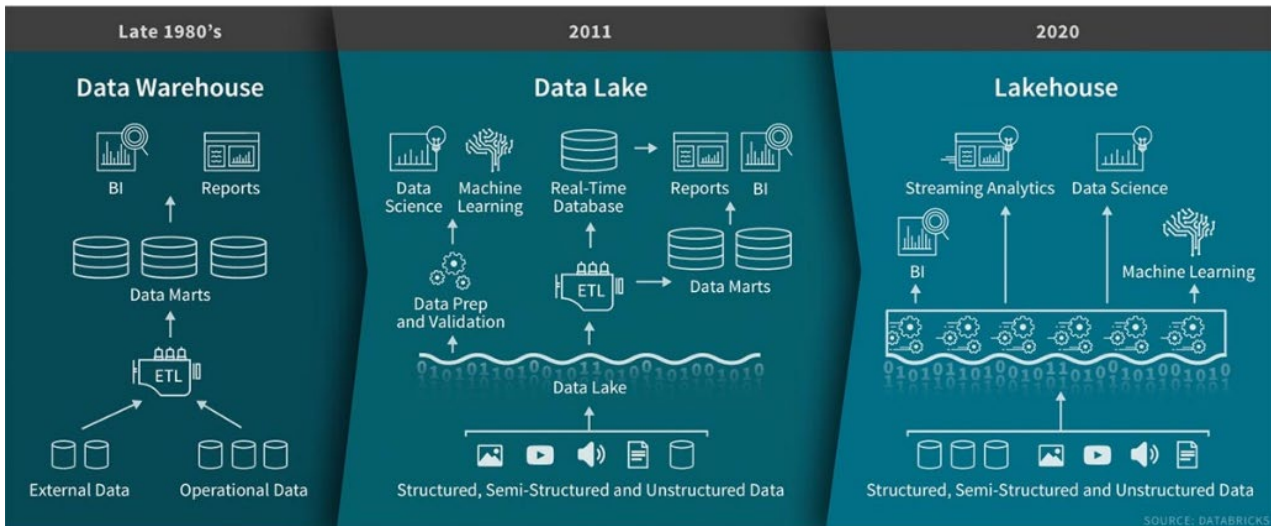 Late 1980's
Data Warehouse
BI
Reports
Data Marts
ETL
External Data
Operational Data
2011
Data Lake
Data
Science
Machine
Learning
Real-Time
Database
Reports
BI
Data Prep
and Validation
ETL
Data Marts
Data Lake
Structured, Semi-Structured and Unstructured Data
2020
Lakehouse
Streaming Analytics
Data Science
BI
Machine Learning
Structured, Semi-Structured and Unstructured Data
SOURCE: DATABRICKS